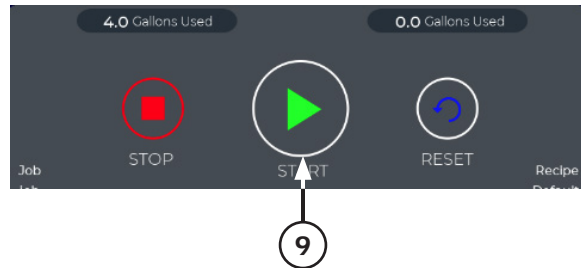 4.0 Gallons Used
0.0 Gallons Used
STOP
START
RESET
Job
Recipe
9